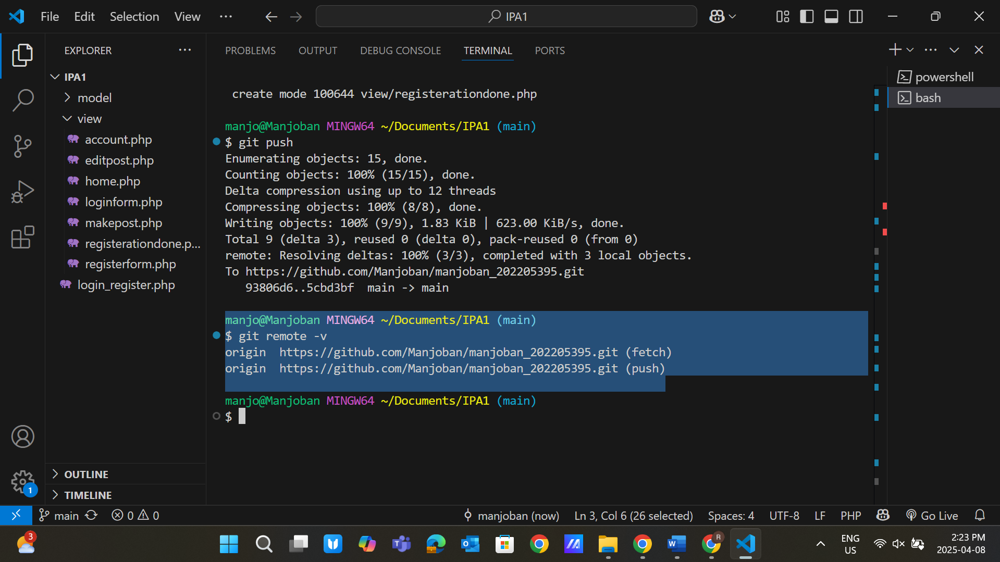 File Edit Selection View ··· IPA1
EXPLORER ···
PROBLEMS OUTPUT DEBUG CONSOLE TERMINAL PORTS
IPA1
model
view
account.php
editpost.php
home.php
loginform.php
makepost.php
registerationdone.p...
registerform.php
login_register.php
OUTLINE
TIMELINE
1
create mode 100644 view/registerationdone.php
manjo@Manjoban MINGW64 ~/Documents/IPA1 (main)
$ git push
Enumerating objects: 15, done.
Counting objects: 100% (15/15), done.
Delta compression using up to 12 threads
Compressing objects: 100% (8/8), done.
Writing objects: 100% (9/9), 1.83 KiB | 623.00 KiB/s, done.
Total 9 (delta 3), reused 0 (delta 0), pack-reused 0 (from 0)
remote: Resolving deltas: 100% (3/3), completed with 3 local objects.
To https://github.com/Manjoban/manjoban_202205395.git
93806d6..5cbd3bf main -> main
manjo@Manjoban MINGW64 ~/Documents/IPA1 (main)
$ git remote -v
origin https://github.com/Manjoban/manjoban_202205395.git (fetch)
origin https://github.com/Manjoban/manjoban_202205395.git (push)
manjo@Manjoban MINGW64 ~/Documents/IPA1 (main)
$
powershell
bash
main 0 0 manjoban (now) Ln 3, Col 6 (26 selected) Spaces: 4 UTF-8 LF PHP Go Live
3
R
ENG
US
2:23 PM
2025-04-08